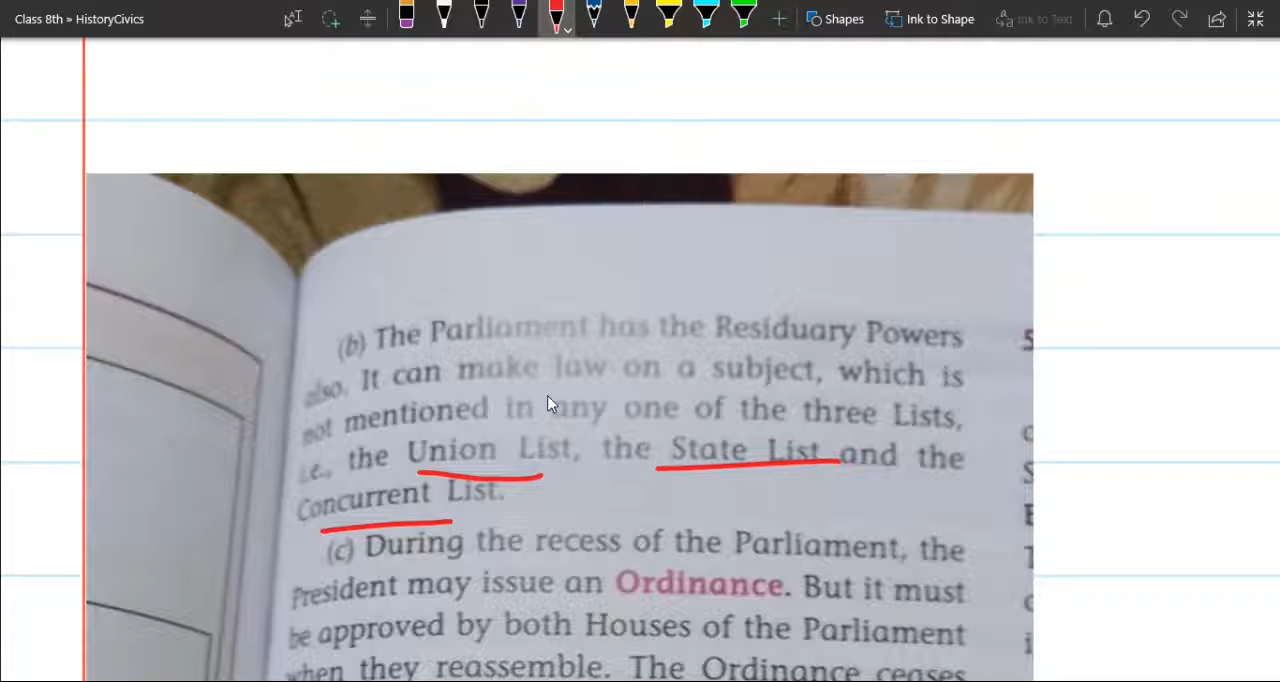 Class 8th » HistoryCivics
Shapes
Ink to Shape
Ink to Text
(b) The Parliament has the Residuary Powers
also. It can make law on a subject, which is
not mentioned in any one of the three Lists,
i.e., the Union List, the State List and the
Concurrent List.
(c) During the recess of the Parliament, the
President may issue an Ordinance. But it must
be approved by both Houses of the Parliament
when they reassemble. The Ordinance ceases